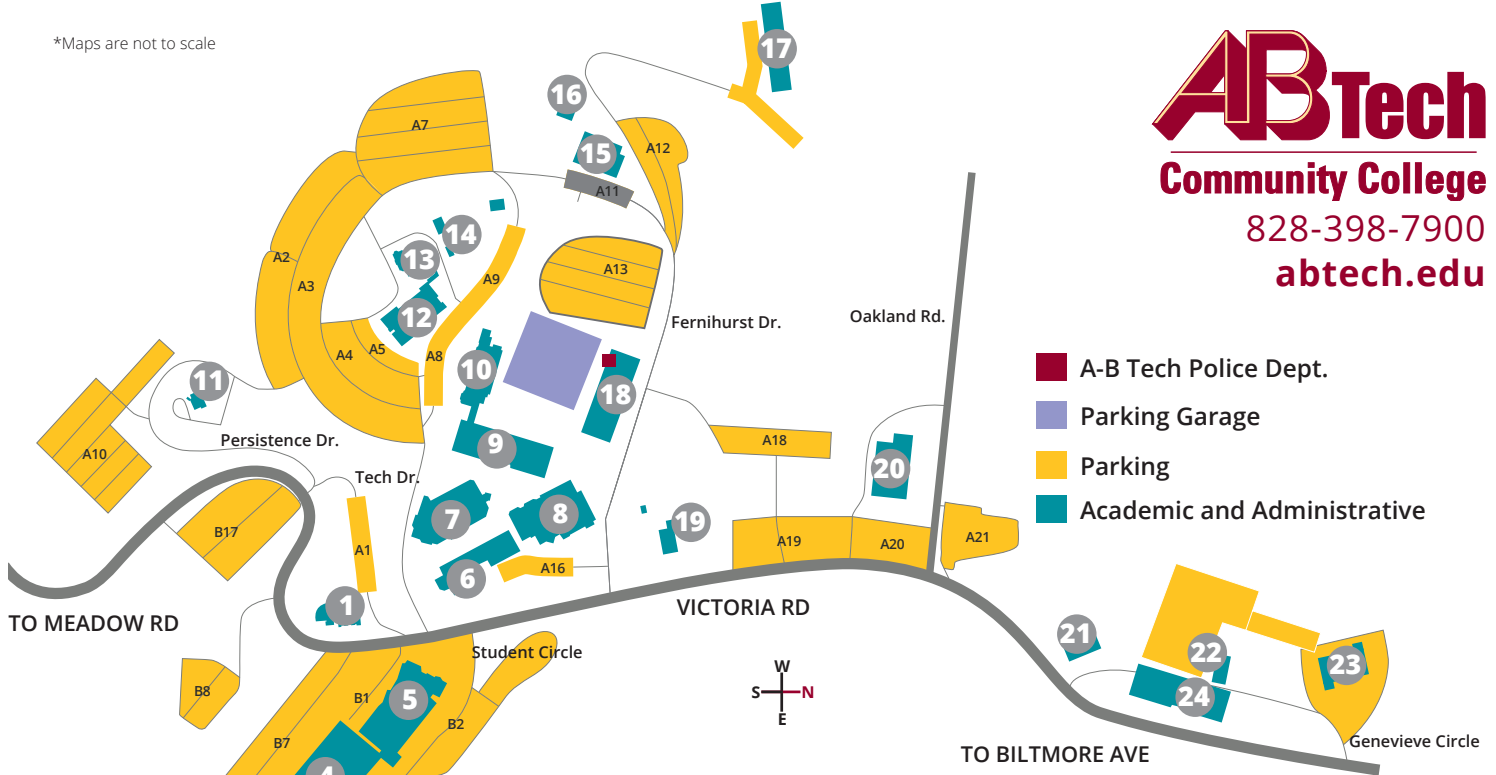 *Maps are not to scale
AB Tech
Community College
828-398-7900
abtech.edu
A-B Tech Police Dept.
Parking Garage
Parking
Academic and Administrative
17
16
A7
15
A12
A11
14
13
A2
A9
A13
A3
12
Fernihurst Dr.
Oakland Rd.
A4
A5
A8
10
11
18
Persistence Dr.
A18
9
A10
20
Tech Dr.
7
8
19
B17
A1
A16
A19
A20
A21
6
1
TO MEADOW RD
VICTORIA RD
21
Student Circle
22
23
W
S
N
E
B8
B1
5
24
B2
B7
4
Genevieve Circle
TO BILTMORE AVE